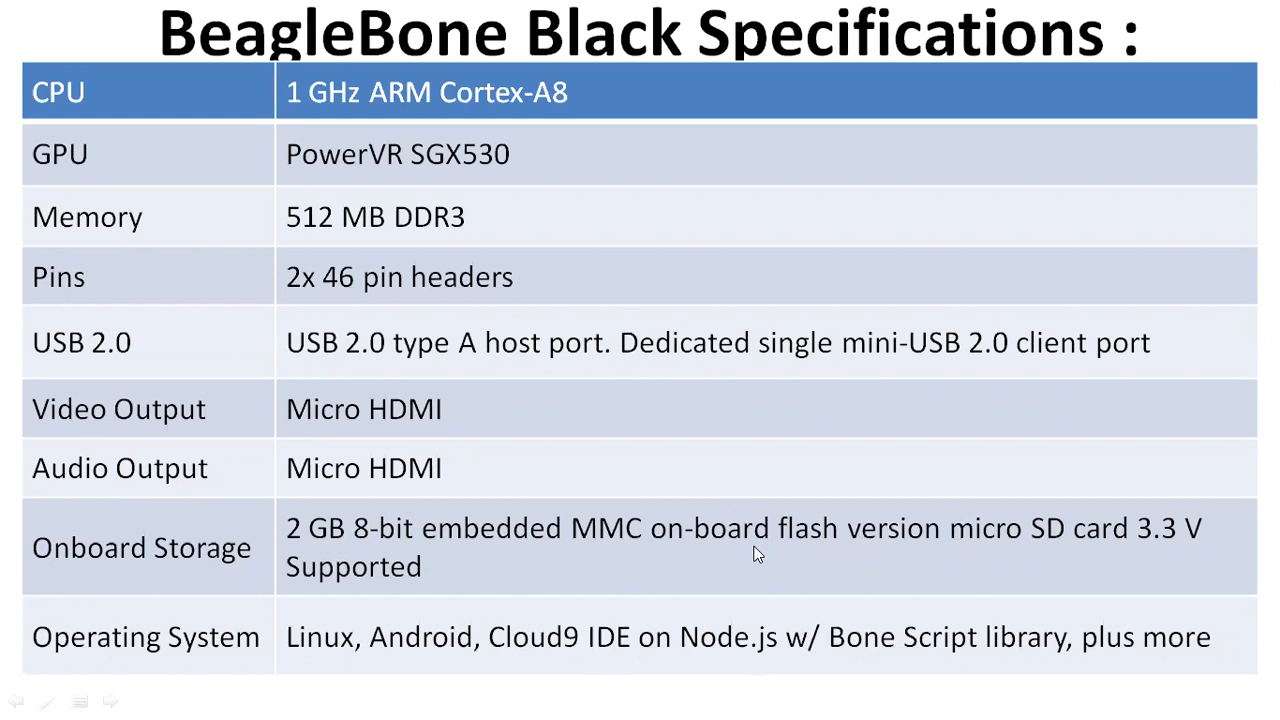 BeagleBone Black Specifications :
CPU 1 GHz ARM Cortex-A8
GPU PowerVR SGX530
Memory 512 MB DDR3
Pins 2x 46 pin headers
USB 2.0 USB 2.0 type A host port. Dedicated single mini-USB 2.0 client port
Video Output Micro HDMI
Audio Output Micro HDMI
Onboard Storage 2 GB 8-bit embedded MMC on-board flash version micro SD card 3.3 V
Supported
Operating System Linux, Android, Cloud9 IDE on Node.js w/ Bone Script library, plus more